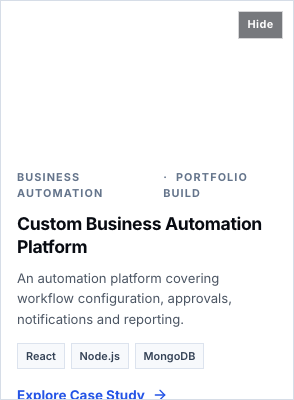 Hide
BUSINESS AUTOMATION · PORTFOLIO BUILD
Custom Business Automation
Platform
An automation platform covering
workflow configuration, approvals,
notifications and reporting.
React Node.js MongoDB
Explore Case Study →